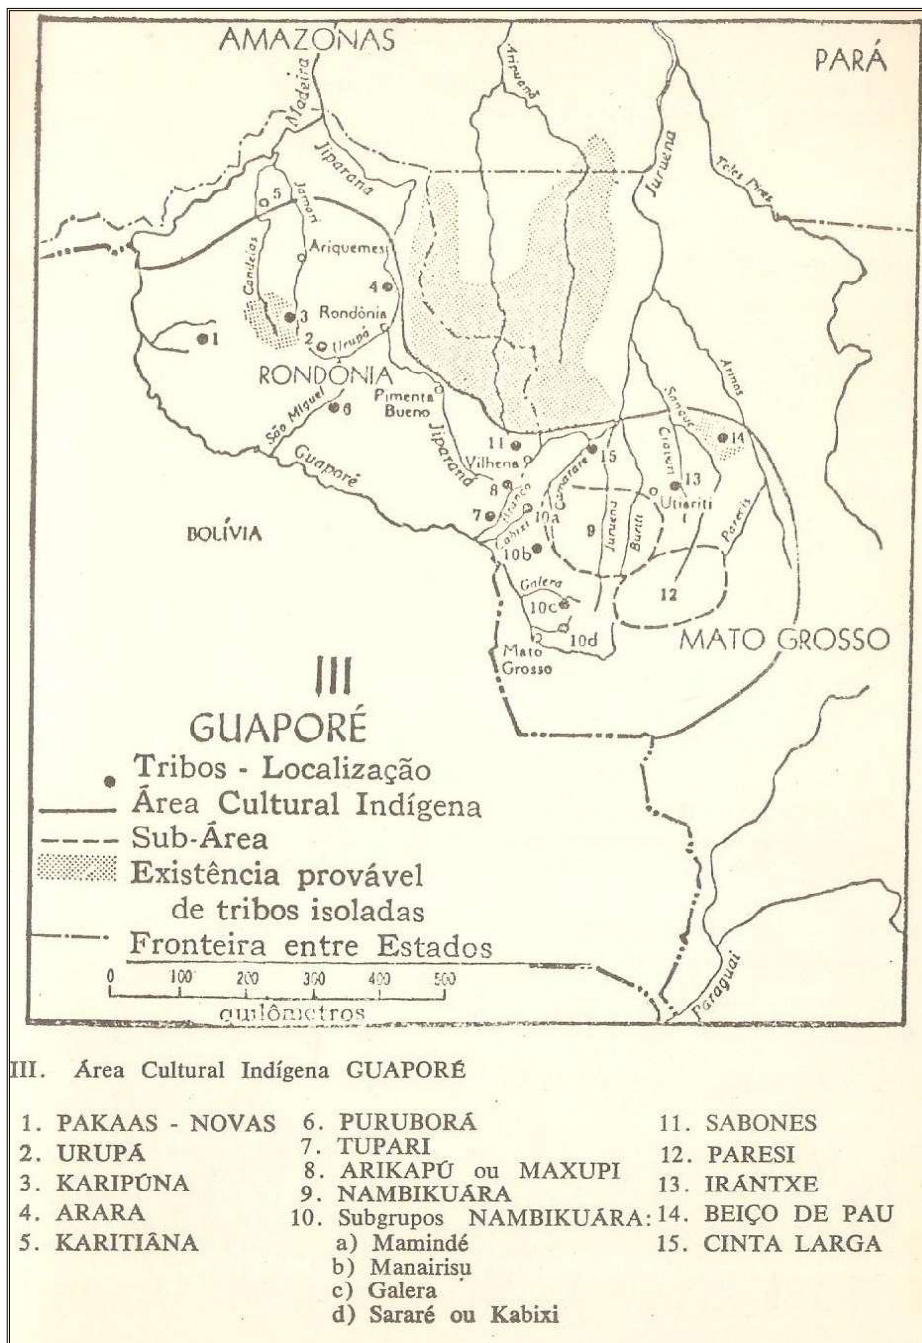 AMAZONAS
PARÁ
Madeira
Jiparaná
Aripuanã
Juruena
Teles Pires
5
Jamari
Candeias
Ariquemes
4
3
Rondônia
1
2
Urupá
RONDÔNIA
Pimenta
Bueno
São Miguel
6
Jiparaná
Guaporé
Arinos
Sangue
Cravari
11
Vilhena
15
14
8
Camararé
13
Utiariti
7
Branco
Cabixi
10a
9
Juruena
Buriti
Parecis
BOLÍVIA
10b
Galera
10c
12
10d
Mato
Grosso
MATO GROSSO
III
GUAPORÉ
Tribos - Localização
Área Cultural Indígena
Sub-Área
Existência provável
de tribos isoladas
Fronteira entre Estados
0 100 200 300 400 500
quilômetros
Paraguai
III. Área Cultural Indígena GUAPORÉ
1. PAKAAS - NOVAS
2. URUPÁ
3. KARIPÚNA
4. ARARA
5. KARITIÂNA
6. PURUBORÁ
7. TUPARI
8. ARIKAPÚ ou MAXUPI
9. NAMBIKUÁRA
10. Subgrupos NAMBIKUÁRA:
a) Mamindé
b) Manairisu
c) Galera
d) Sararé ou Kabixi
11. SABONES
12. PARESI
13. IRÁNTXE
14. BEIÇO DE PAU
15. CINTA LARGA